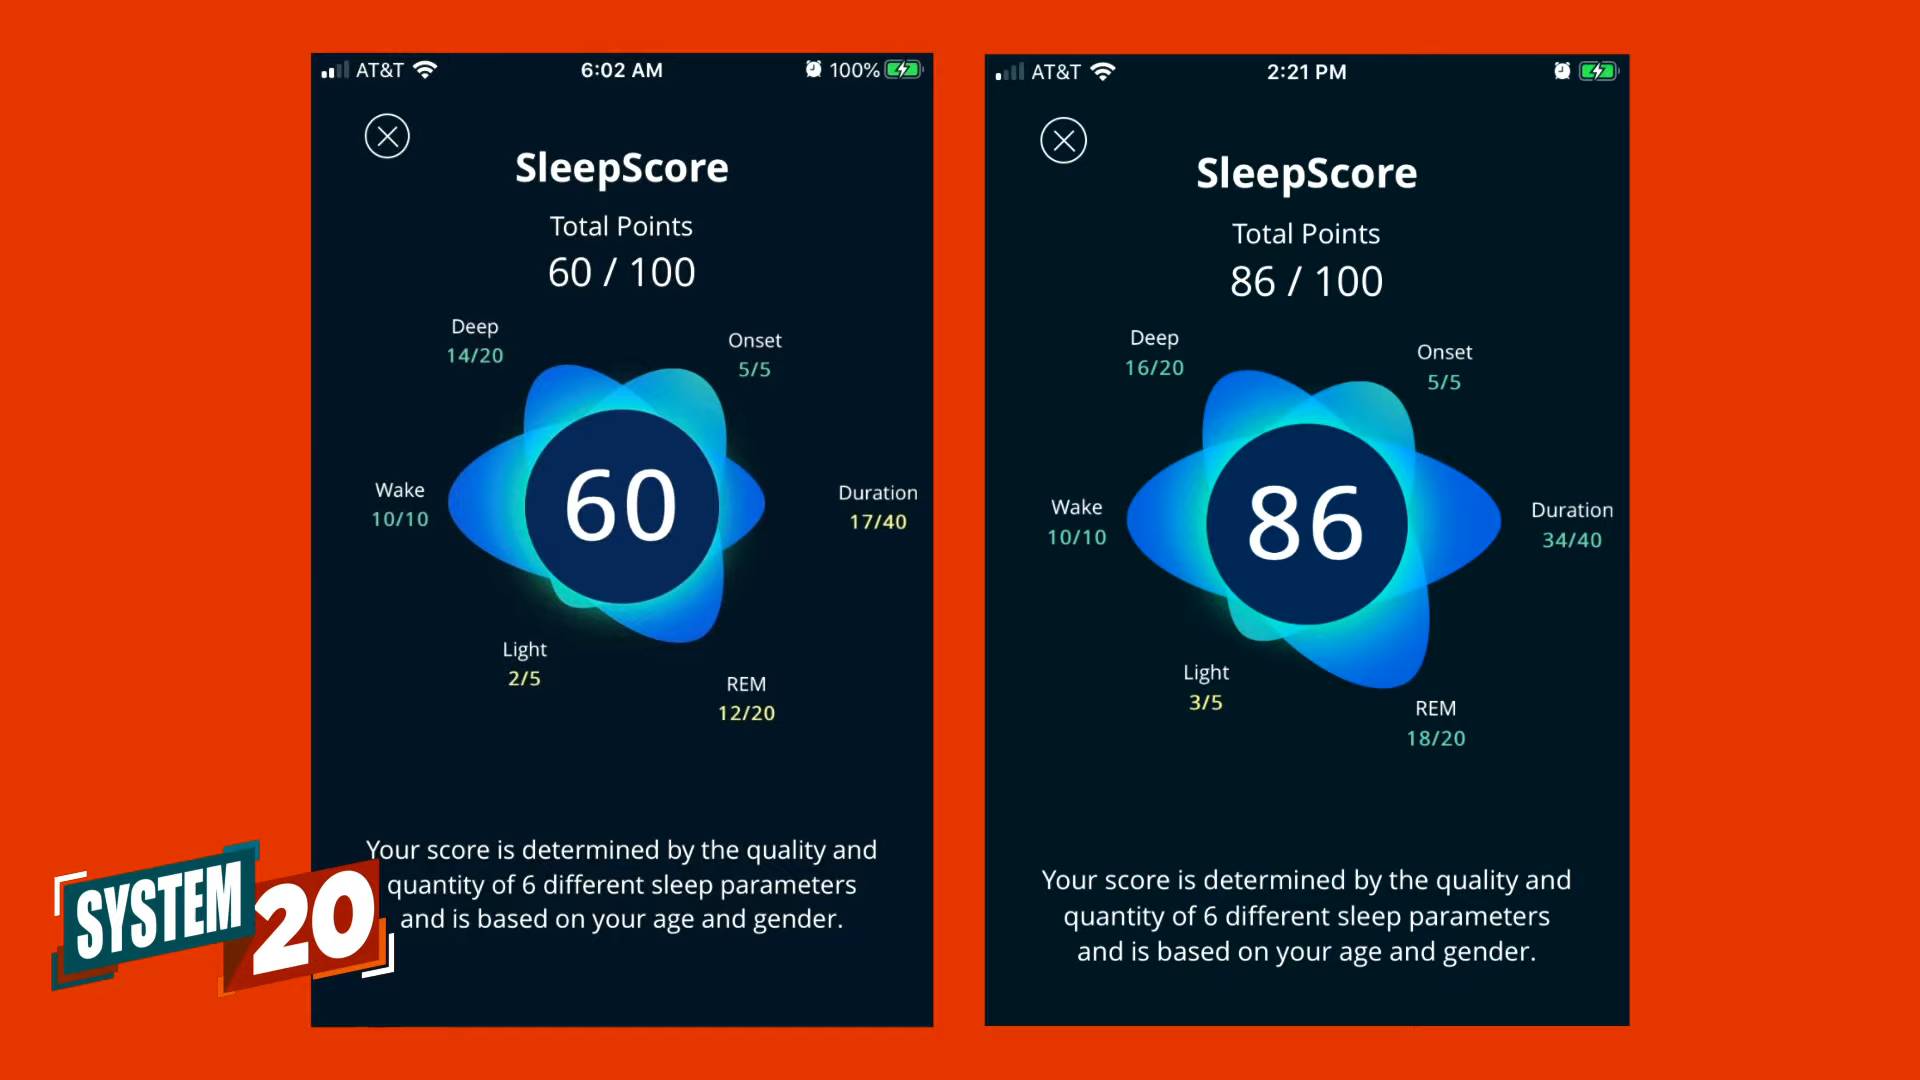 AT&T 6:02 AM 100%
SleepScore
Total Points
60 / 100
Deep
14/20
Onset
5/5
Wake
10/10
60
Duration
17/40
Light
2/5
REM
12/20
Your score is determined by the quality and
quantity of 6 different sleep parameters
and is based on your age and gender.
AT&T 2:21 PM
SleepScore
Total Points
86 / 100
Deep
16/20
Onset
5/5
Wake
10/10
86
Duration
34/40
Light
3/5
REM
18/20
Your score is determined by the quality and
quantity of 6 different sleep parameters
and is based on your age and gender.
SYSTEM 20